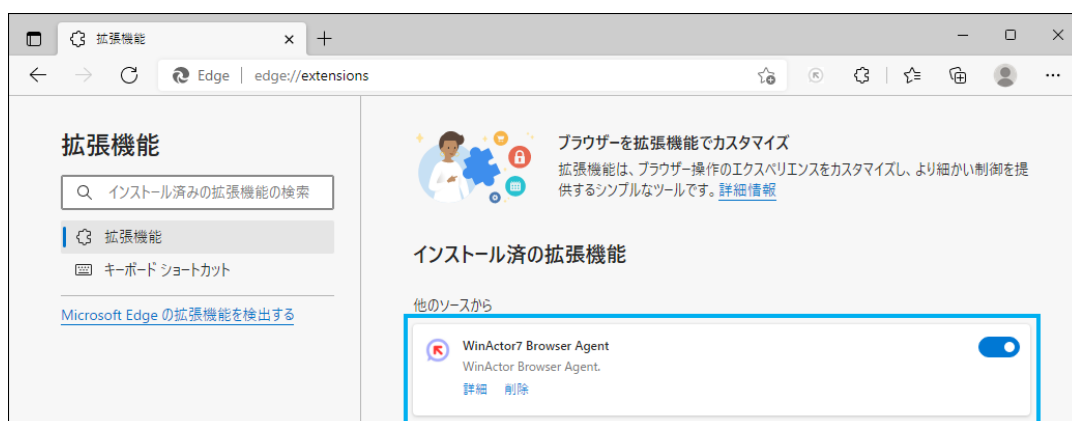 拡張機能
Edge | edge://extensions
拡張機能
インストール済みの拡張機能の検索
拡張機能
キーボード ショートカット
Microsoft Edge の拡張機能を検出する
ブラウザーを拡張機能でカスタマイズ
拡張機能は、ブラウザー操作のエクスペリエンスをカスタマイズし、より細かい制御を提
供するシンプルなツールです。詳細情報
インストール済の拡張機能
他のソースから
WinActor7 Browser Agent
WinActor Browser Agent.
詳細 削除